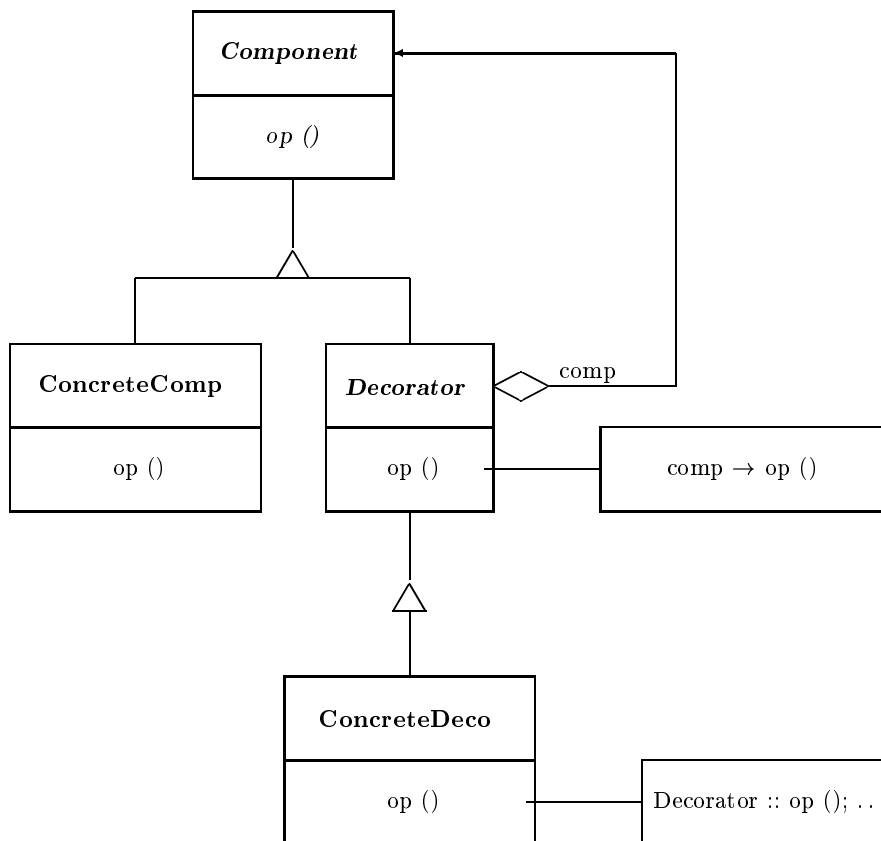 Component
op ()
ConcreteComp
Decorator
comp
op ()
op ()
comp → op ()
ConcreteDeco
op ()
Decorator :: op (); . .